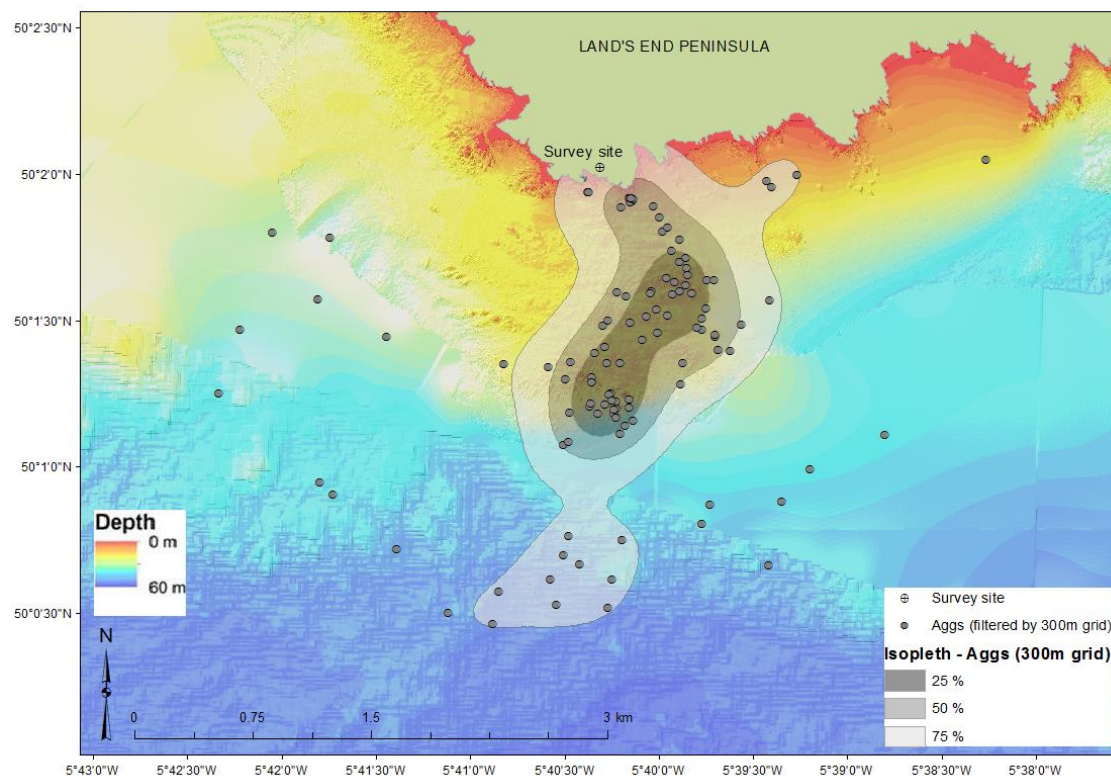 50°2'30"N
LAND'S END PENINSULA
Survey site
50°2'0"N
50°1'30"N
50°1'0"N
Depth
0 m
60 m
50°0'30"N
N
0 0.75 1.5 3 km
Survey site
Aggs (filtered by 300m grid)
Isopleth - Aggs (300m grid)
25 %
50 %
75 %
5°43'0"W 5°42'30"W 5°42'0"W 5°41'30"W 5°41'0"W 5°40'30"W 5°40'0"W 5°39'30"W 5°39'0"W 5°38'30"W 5°38'0"W